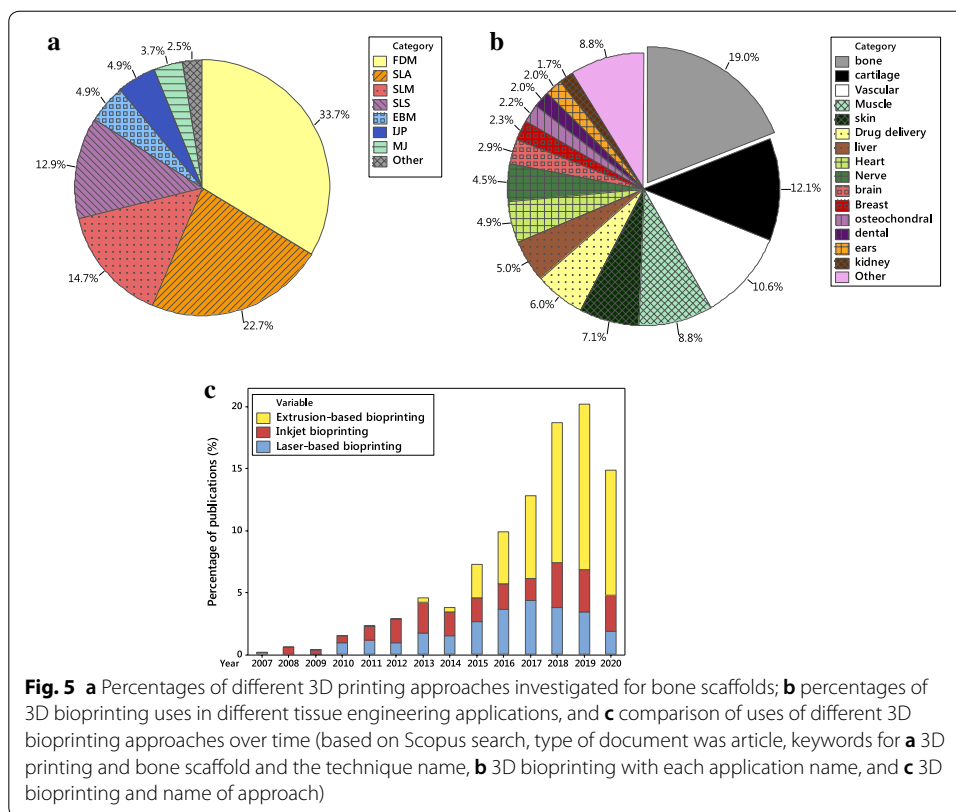 a
Category
FDM
SLA
SLM
SLS
EBM
IJP
MJ
Other
2.5%
3.7%
4.9%
4.9%
12.9%
14.7%
22.7%
33.7%
b
Category
bone
cartilage
Vascular
Muscle
skin
Drug delivery
liver
Heart
Nerve
brain
Breast
osteochondral
dental
ears
kidney
Other
8.8%
1.7%
2.0%
2.0%
2.2%
2.3%
2.9%
4.5%
4.9%
5.0%
6.0%
7.1%
8.8%
10.6%
12.1%
19.0%
c
Variable
Extrusion-based bioprinting
Inkjet bioprinting
Laser-based bioprinting
Percentage of publications (%)
20
15
10
5
0
Year 2007 2008 2009 2010 2011 2012 2013 2014 2015 2016 2017 2018 2019 2020
Fig. 5 a Percentages of different 3D printing approaches investigated for bone scaffolds; b percentages of
3D bioprinting uses in different tissue engineering applications, and c comparison of uses of different 3D
bioprinting approaches over time (based on Scopus search, type of document was article, keywords for a 3D
printing and bone scaffold and the technique name, b 3D bioprinting with each application name, and c 3D
bioprinting and name of approach)